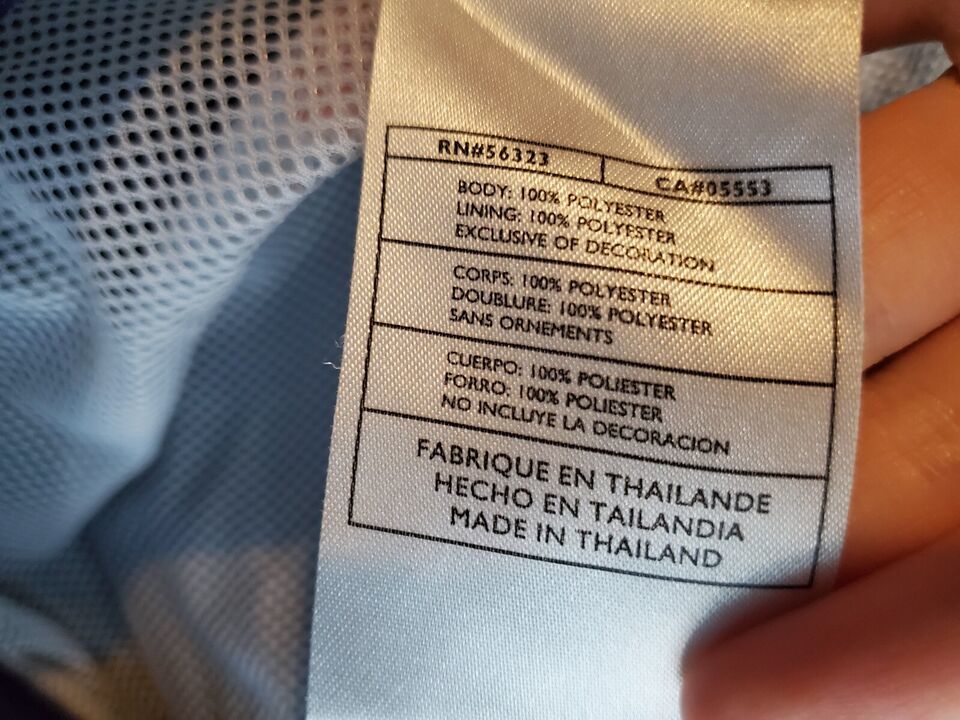 RN#56323
CA#05553
BODY: 100% POLYESTER
LINING: 100% POLYESTER
EXCLUSIVE OF DECORATION
CORPS: 100% POLYESTER
DOUBLURE: 100% POLYESTER
SANS ORNEMENTS
CUERPO: 100% POLIESTER
FORRO: 100% POLIESTER
NO INCLUYE LA DECORACION
FABRIQUE EN THAILANDE
HECHO EN TAILANDIA
MADE IN THAILAND